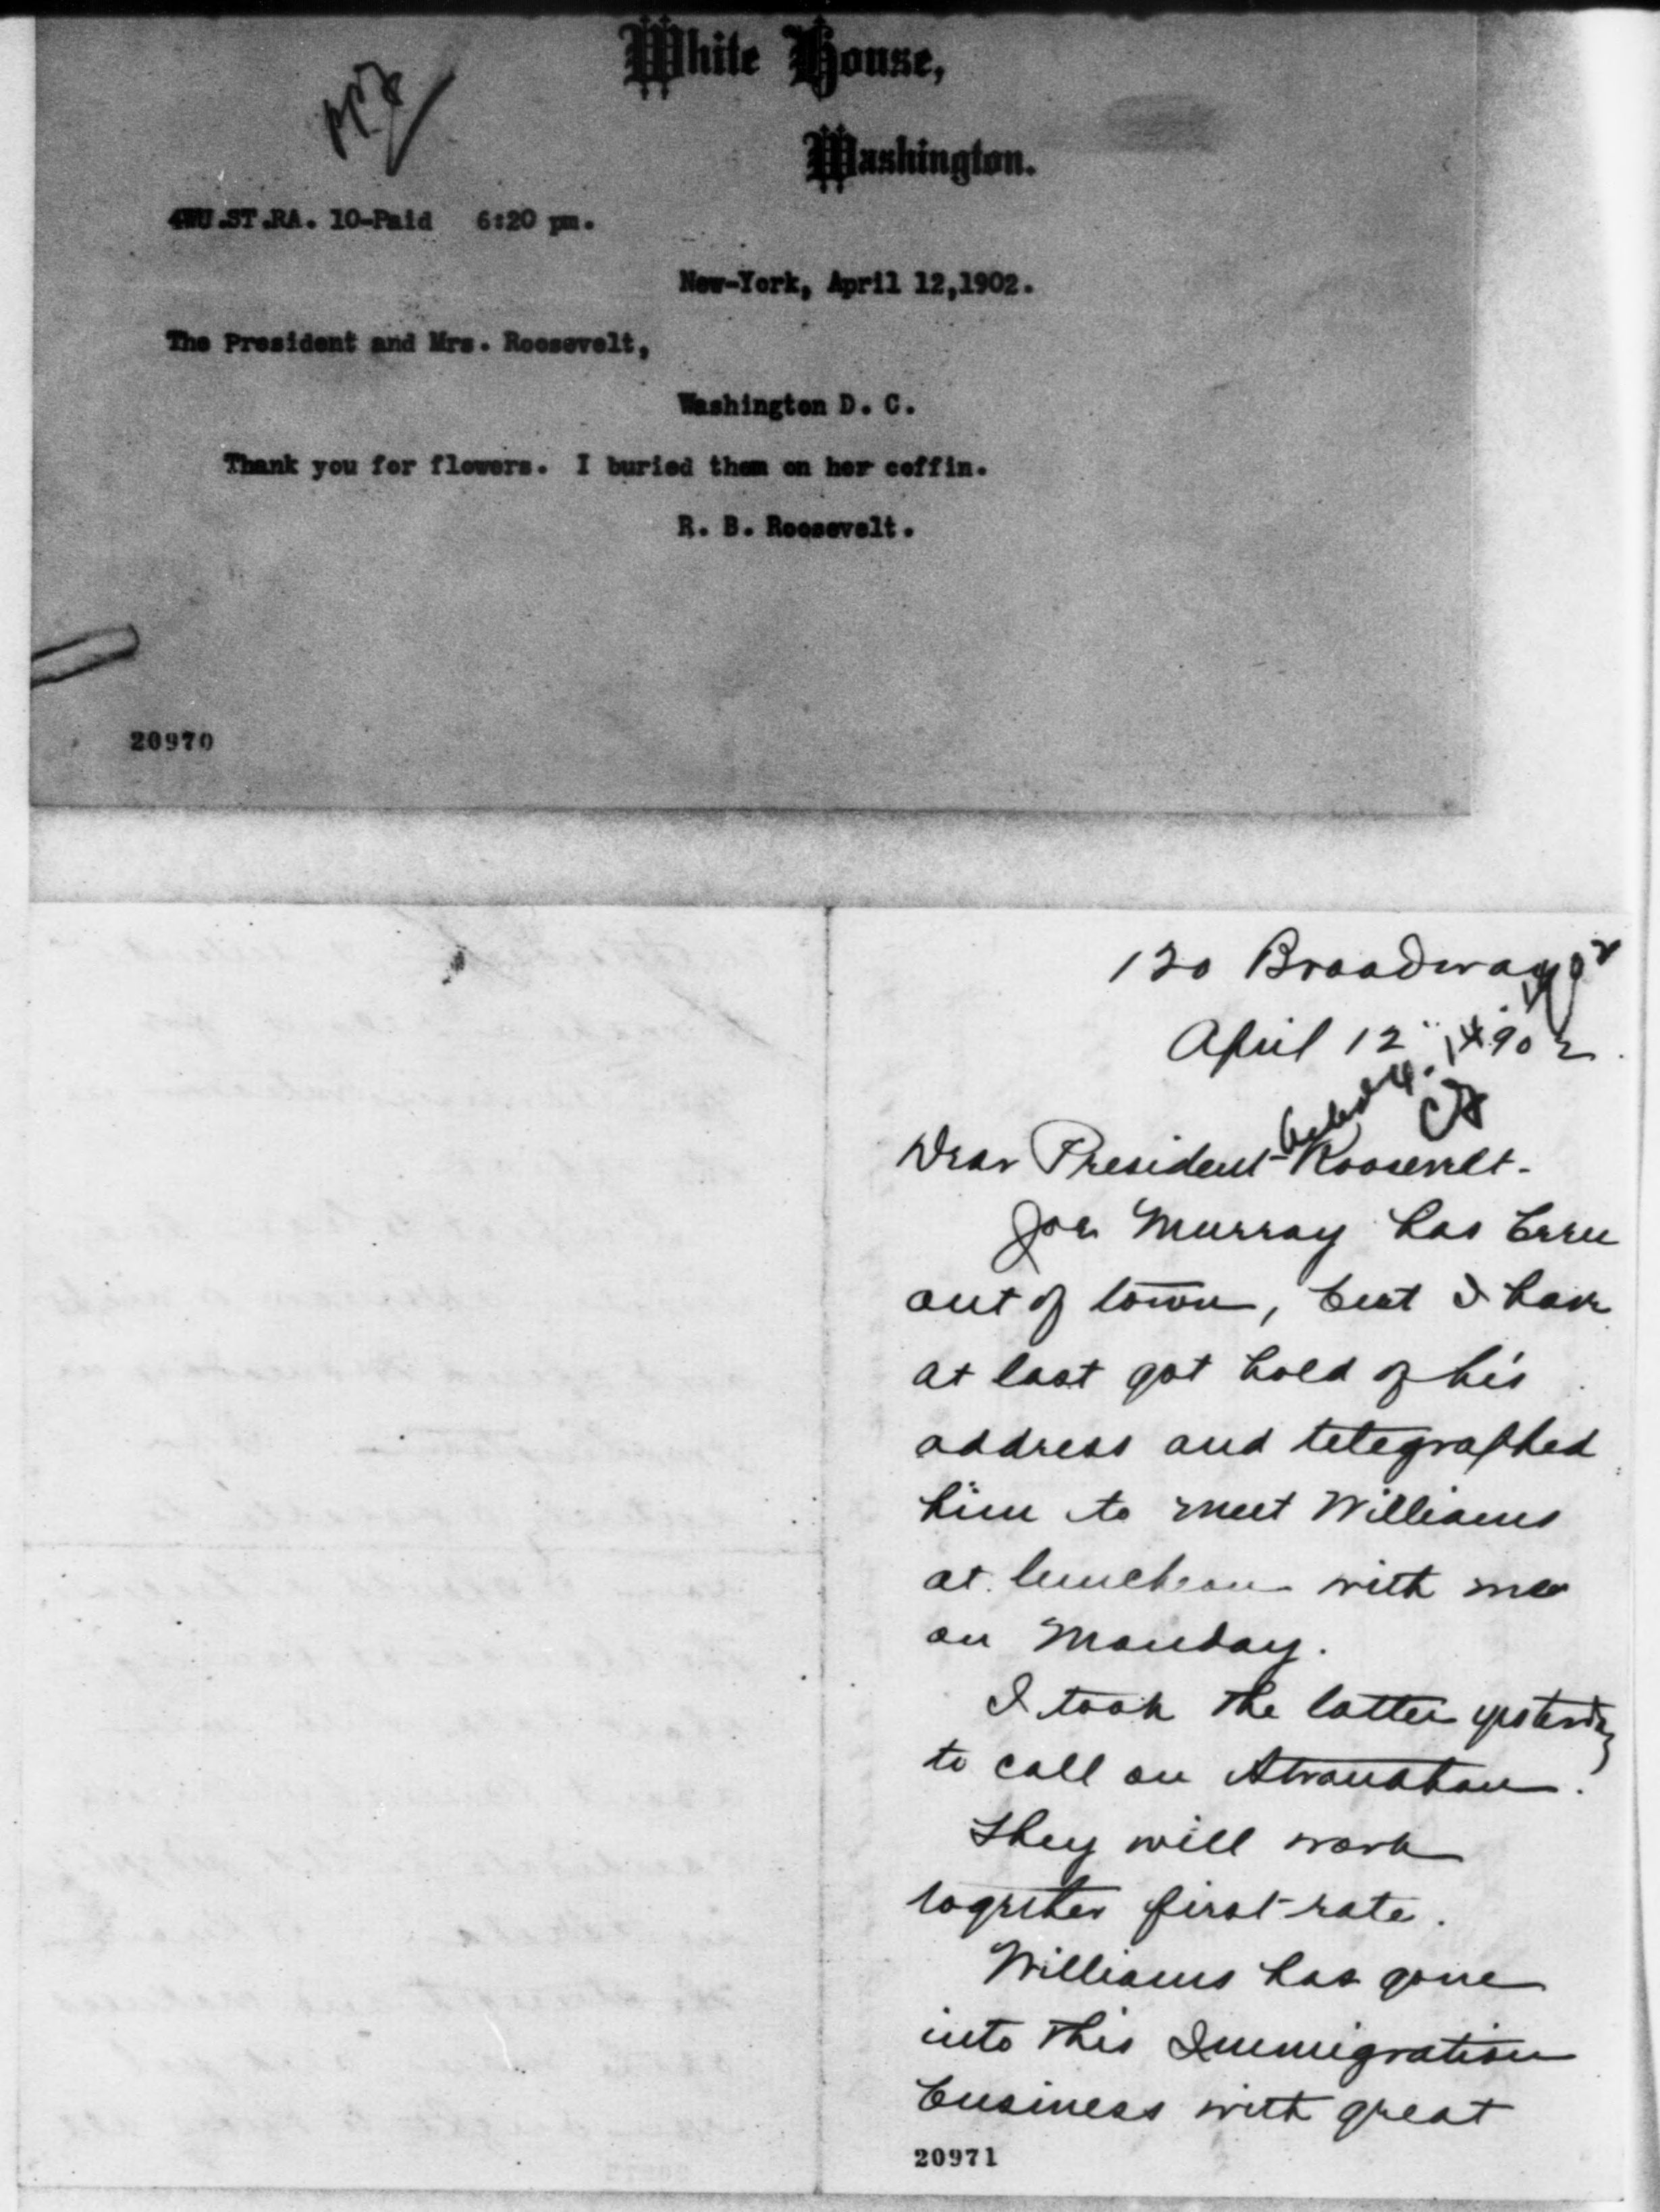 White House,
Washington.
4WU.ST.RA. 10-Paid 6:20 pm.
New-York, April 12,1902.
The President and Mrs. Roosevelt,
Washington D. C.
Thank you for flowers. I buried them on her coffin.
R. B. Roosevelt.
20970
120 Broadway
April 12" 1902.
Dear President Roosevelt-
Joe Murray has been
out of town, but I have
at last got hold of his
address and telegraphed
him to meet Williams
at luncheon with me
on Monday.
I took the latter yesterday
to call on Stranahan.
They will work
together first-rate.
Williams has gone
into this Immigration
business with great
20971